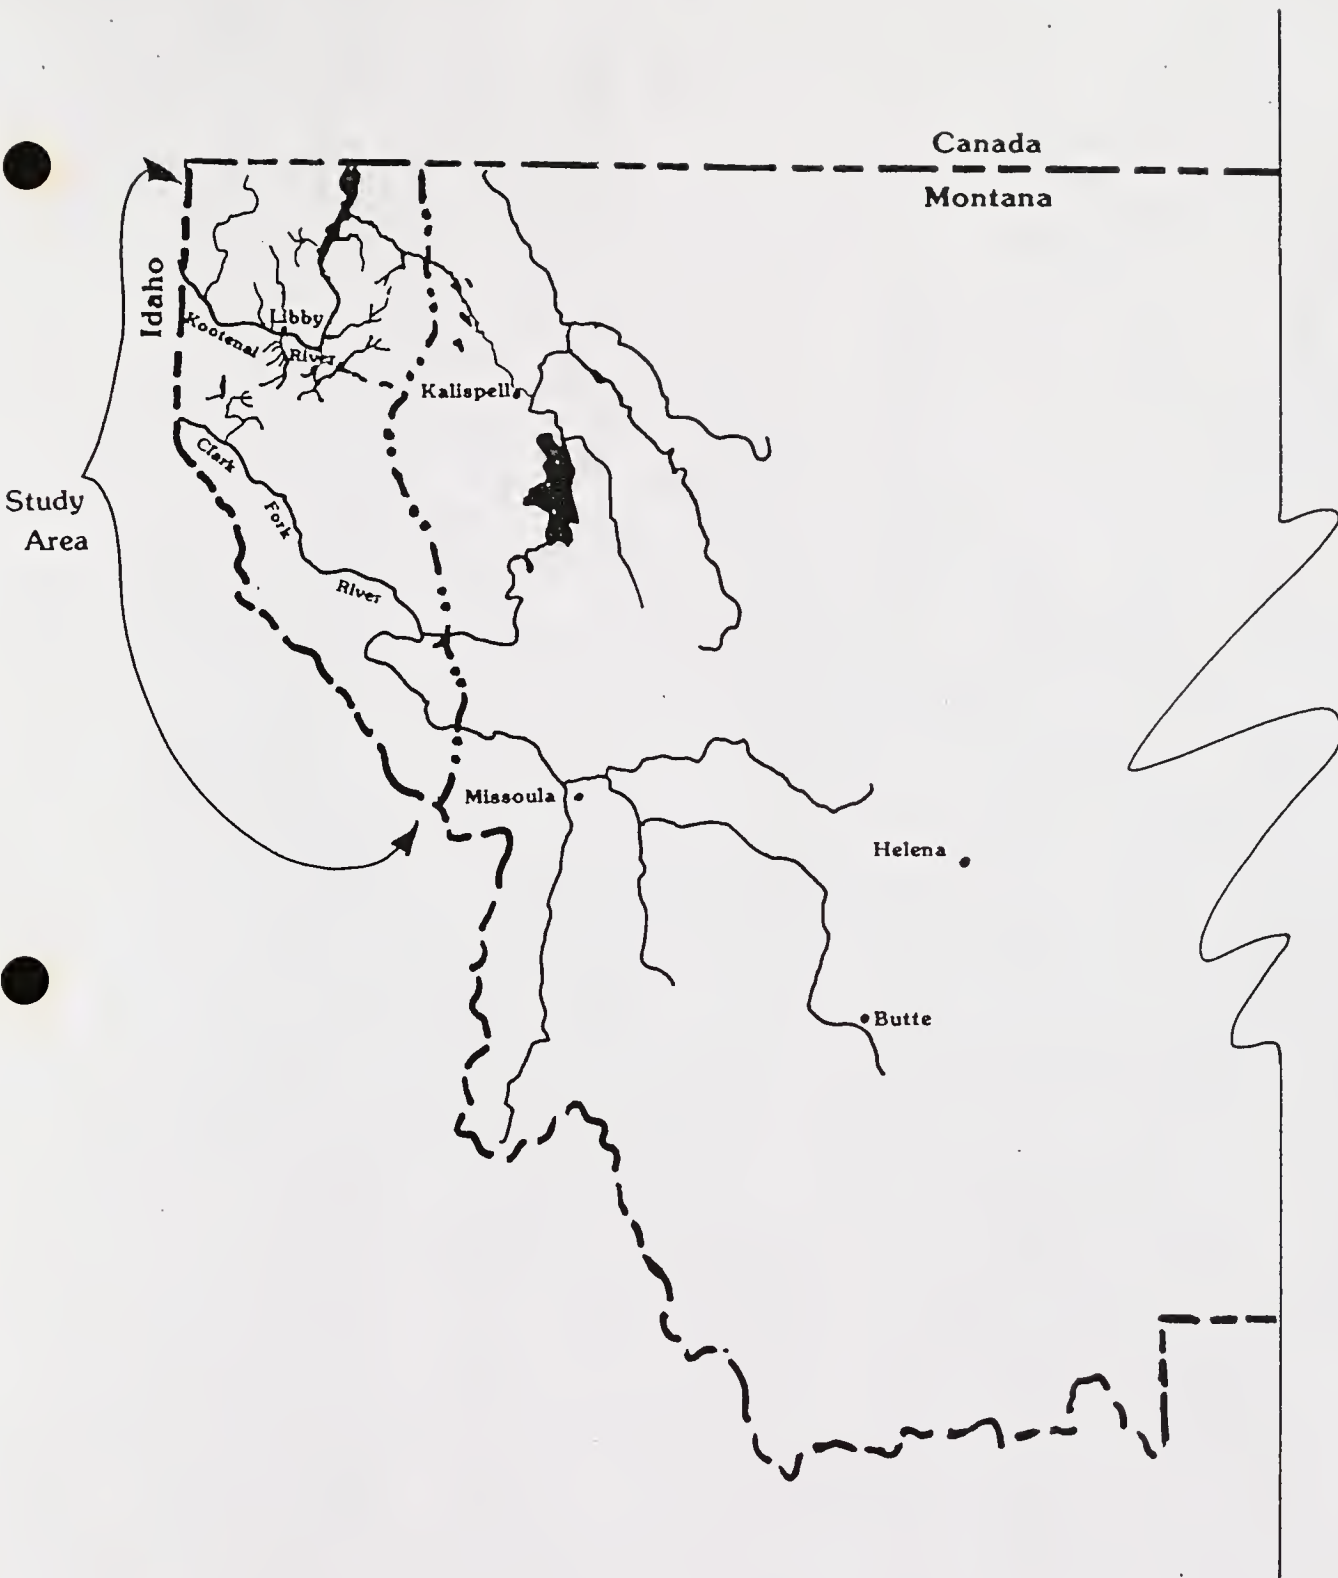 Canada
Montana
Idaho
Libby
Kootenai
River
Kalispell
Clark
Fork
River
Study
Area
Missoula
Helena
Butte